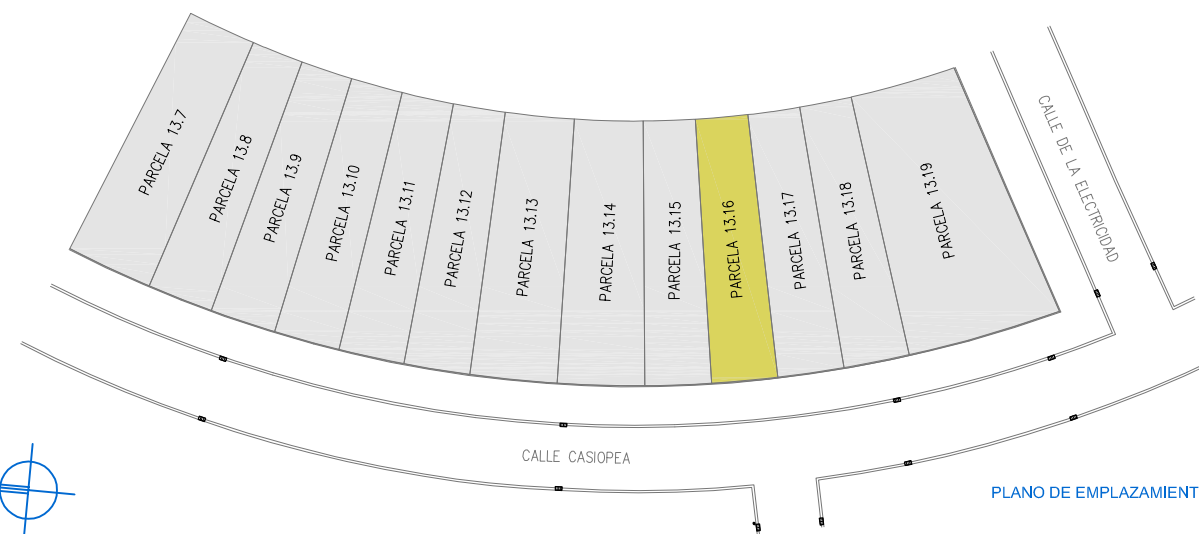 PARCELA 13.7
PARCELA 13.8
PARCELA 13.9
PARCELA 13.10
PARCELA 13.11
PARCELA 13.12
PARCELA 13.13
PARCELA 13.14
PARCELA 13.15
PARCELA 13.16
PARCELA 13.17
PARCELA 13.18
PARCELA 13.19
CALLE DE LA ELECTRICIDAD
CALLE CASIOPEA
PLANO DE EMPLAZAMIENT